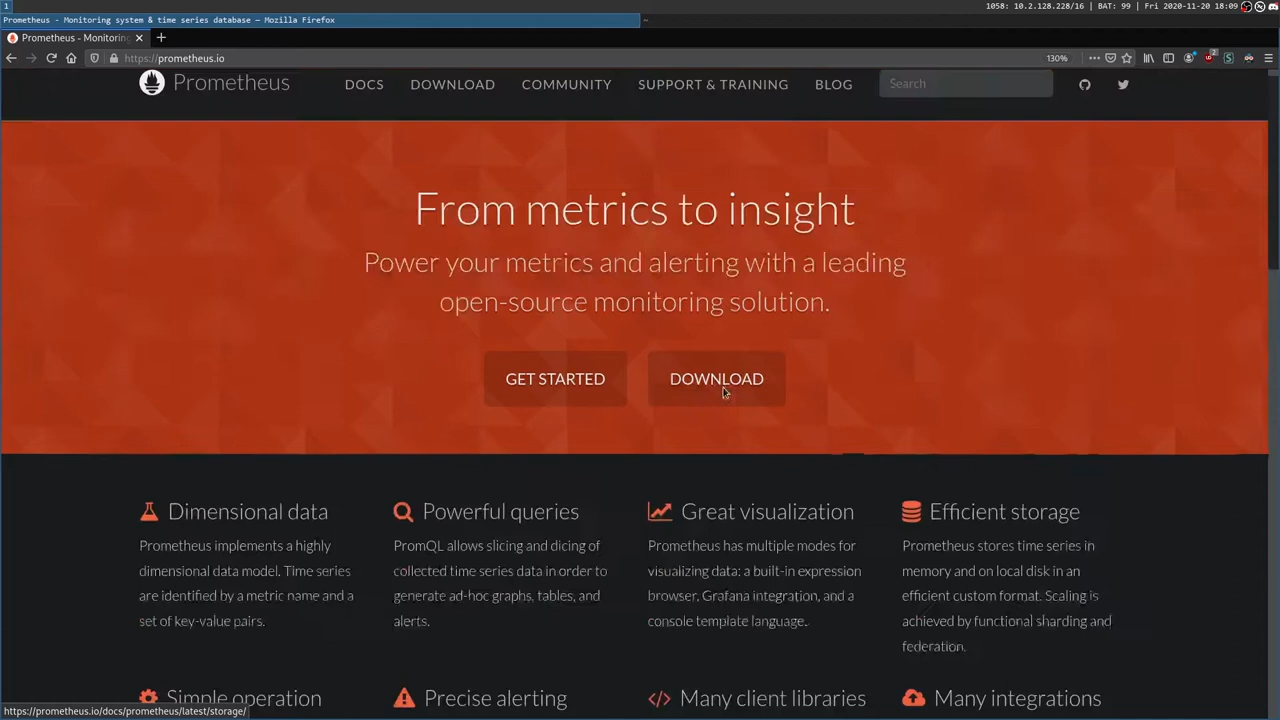 1
1058: 10.2.128.228/16 | BAT: 99 | Fri 2020-11-20 18:09
Prometheus - Monitoring system & time series database — Mozilla Firefox
Prometheus - Monitoring
https://prometheus.io
130%
2
Prometheus
DOCS
DOWNLOAD
COMMUNITY
SUPPORT & TRAINING
BLOG
Search
From metrics to insight
Power your metrics and alerting with a leading
open-source monitoring solution.
GET STARTED
DOWNLOAD
Dimensional data
Prometheus implements a highly
dimensional data model. Time series
are identified by a metric name and a
set of key-value pairs.
Powerful queries
PromQL allows slicing and dicing of
collected time series data in order to
generate ad-hoc graphs, tables, and
alerts.
Great visualization
Prometheus has multiple modes for
visualizing data: a built-in expression
browser, Grafana integration, and a
console template language.
Efficient storage
Prometheus stores time series in
memory and on local disk in an
efficient custom format. Scaling is
achieved by functional sharding and
federation.
Simple operation
Precise alerting
Many client libraries
Many integrations
https://prometheus.io/docs/prometheus/latest/storage/